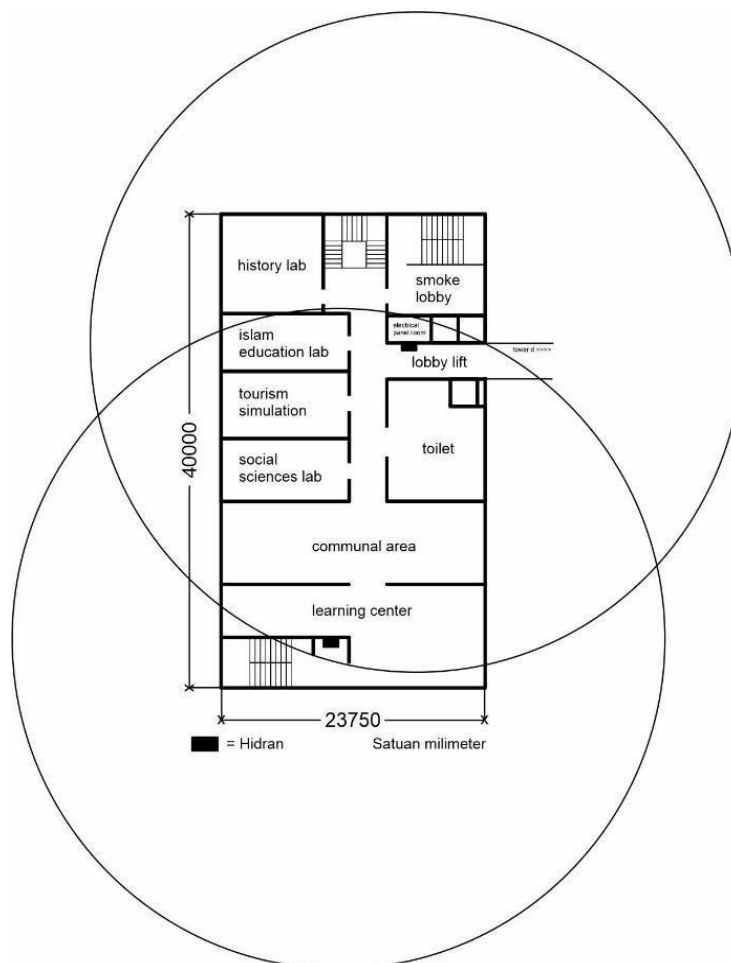 history lab
smoke
lobby
islam
education lab
electrical
panel room
lobby lift
tower d >>>>
tourism
simulation
40000
social
sciences lab
toilet
communal area
learning center
23750
= Hidran
Satuan milimeter